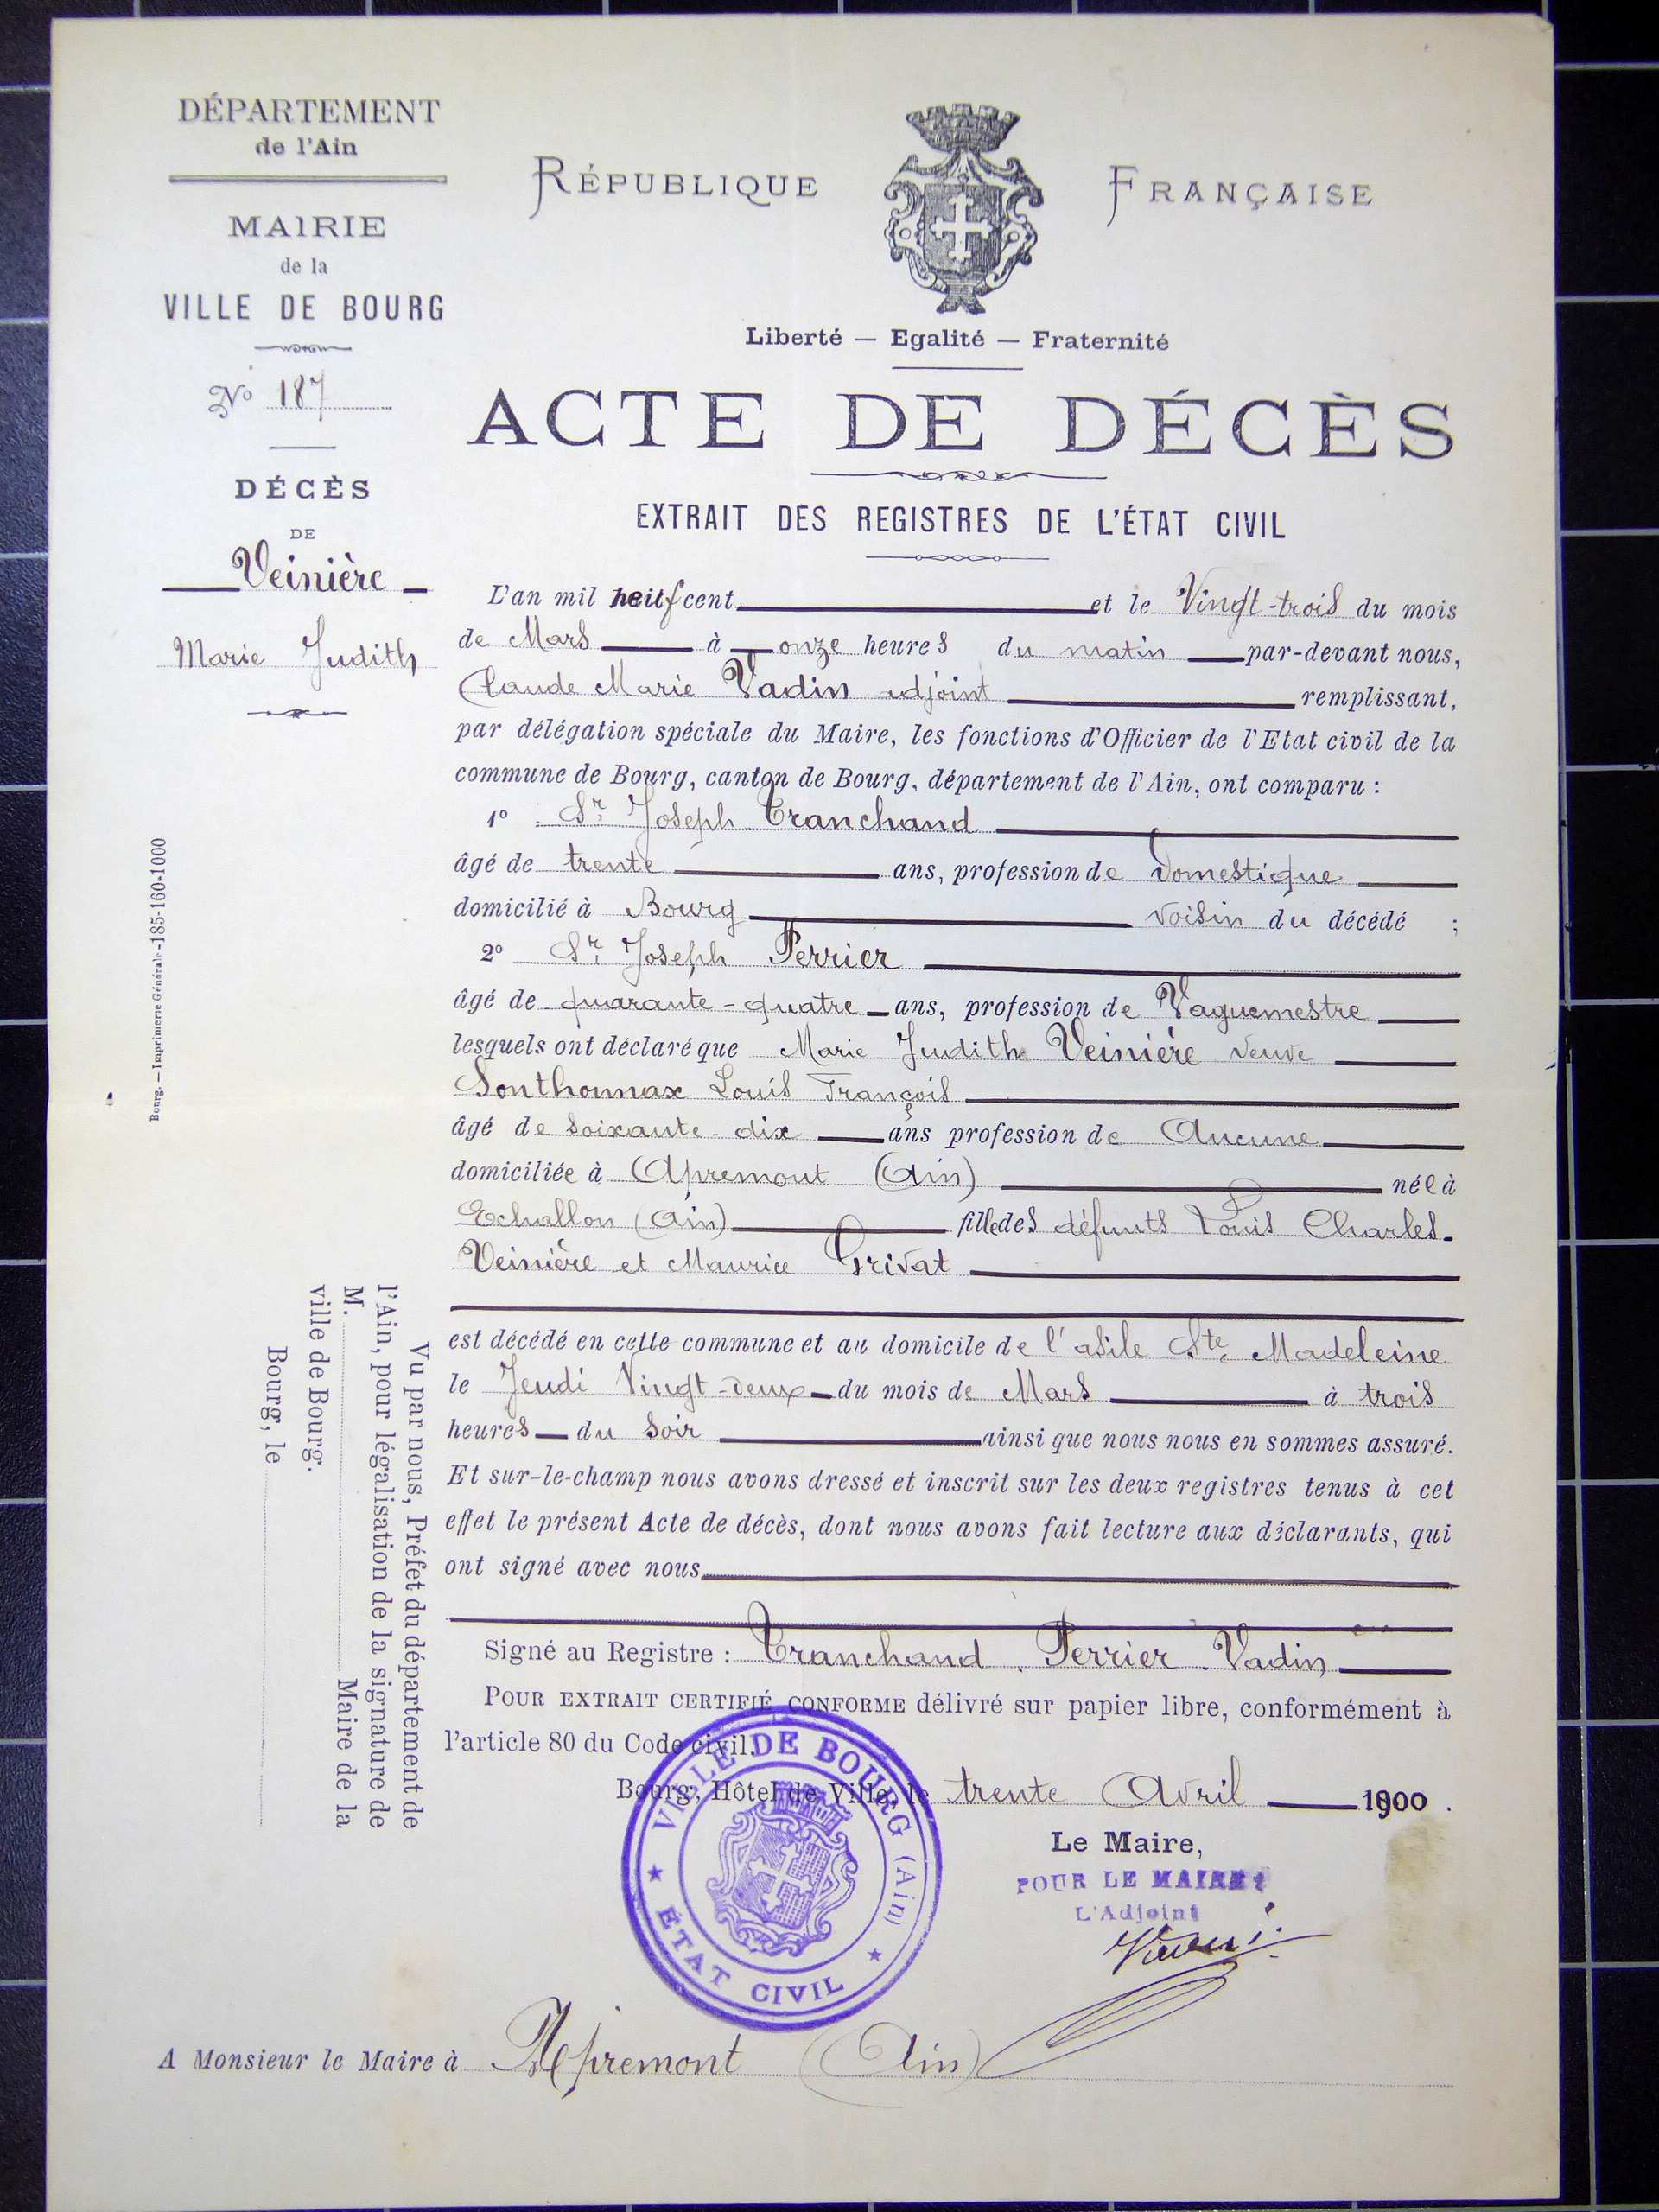 DÉPARTEMENT
de l'Ain
MAIRIE
de la
VILLE DE BOURG
No 187
DÉCÈS
DE
Veinière
Marie Judith
RÉPUBLIQUE FRANÇAISE
Liberté — Egalité — Fraternité
ACTE DE DÉCÈS
EXTRAIT DES REGISTRES DE L'ÉTAT CIVIL
L'an mil neuf cent et le Vingt-trois du mois
de Mars à onze heures du matin par-devant nous,
Claude Marie Vadin adjoint remplissant,
par délégation spéciale du Maire, les fonctions d'Officier de l'Etat civil de la
commune de Bourg, canton de Bourg, département de l'Ain, ont comparu :
1° Sr. Joseph Tranchand
âgé de trente ans, profession de Domestique
domicilié à Bourg voisin du décédé ;
2° Sr. Joseph Perrier
âgé de quarante-quatre ans, profession de Vaguemestre
lesquels ont déclaré que Marie Judith Veinière veuve
Sonthonnax Louis François
âgé de soixante-dix ans profession de Aucune
domiciliée à Apremont (Ain) née à
Echallon (Ain) fille des défunts Louis Charles
Veinière et Maurice Grivat
est décédé en cette commune et au domicile de l'asile Ste. Madeleine
le Jeudi Vingt-deux du mois de Mars à trois
heures du soir ainsi que nous nous en sommes assuré.
Et sur-le-champ nous avons dressé et inscrit sur les deux registres tenus à cet
effet le présent Acte de décès, dont nous avons fait lecture aux déclarants, qui
ont signé avec nous
Signé au Registre : Tranchand . Perrier . Vadin
POUR EXTRAIT CERTIFIÉ CONFORME délivré sur papier libre, conformément à
l'article 80 du Code civil.
Bourg, Hôtel de Ville, le trente Avril 1900 .
Le Maire,
POUR LE MAIRE :
L'Adjoint
VILLE DE BOURG (Ain)
★ ÉTAT CIVIL ★
A Monsieur le Maire à Apremont (Ain)
Bourg. — Imprimerie Générale-185-160-1000
Vu par nous, Préfet du département de
l'Ain, pour légalisation de la signature de
M. Maire de la
ville de Bourg.
Bourg, le